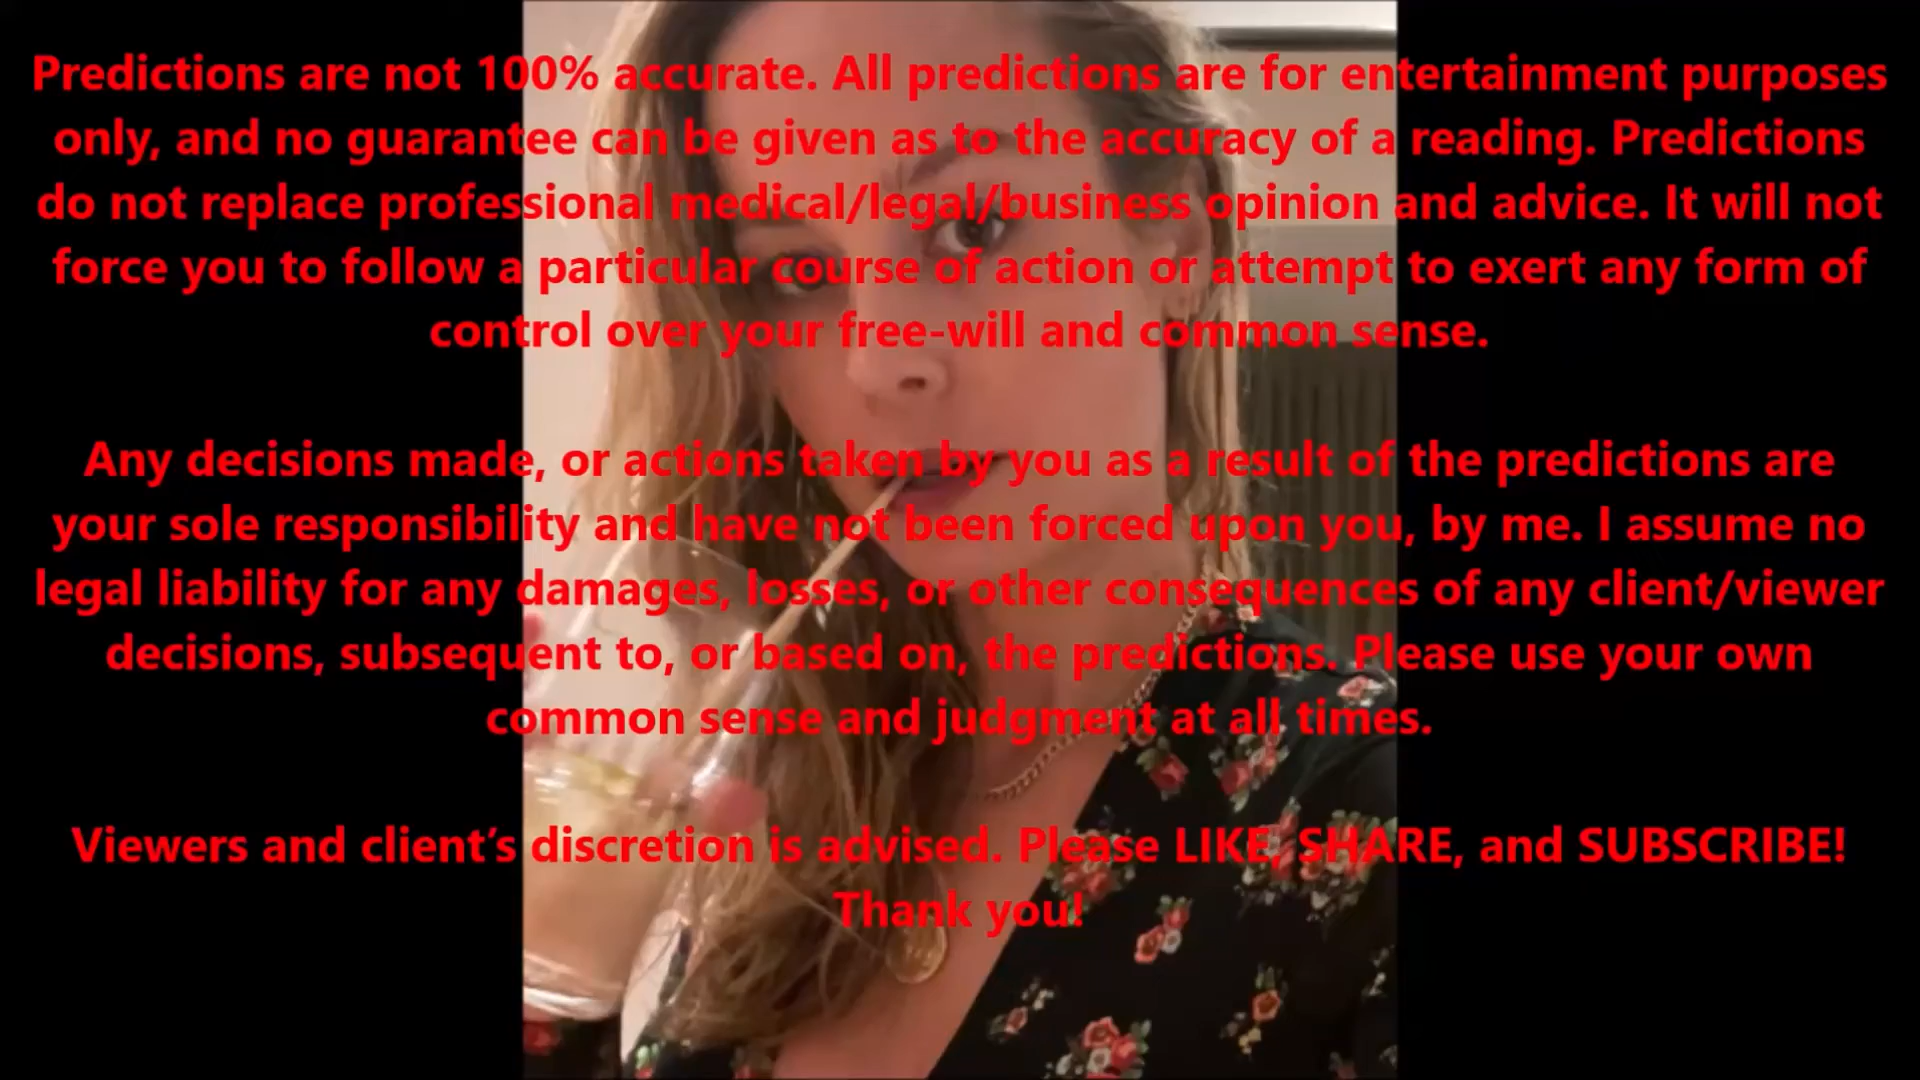 Predictions are not 100% accurate. All predictions are for entertainment purposes
only, and no guarantee can be given as to the accuracy of a reading. Predictions
do not replace professional medical/legal/business opinion and advice. It will not
force you to follow a particular course of action or attempt to exert any form of
control over your free-will and common sense.
Any decisions made, or actions taken by you as a result of the predictions are
your sole responsibility and have not been forced upon you, by me. I assume no
legal liability for any damages, losses, or other consequences of any client/viewer
decisions, subsequent to, or based on, the predictions. Please use your own
common sense and judgment at all times.
Viewers and client’s discretion is advised. Please LIKE, SHARE, and SUBSCRIBE!
Thank you!